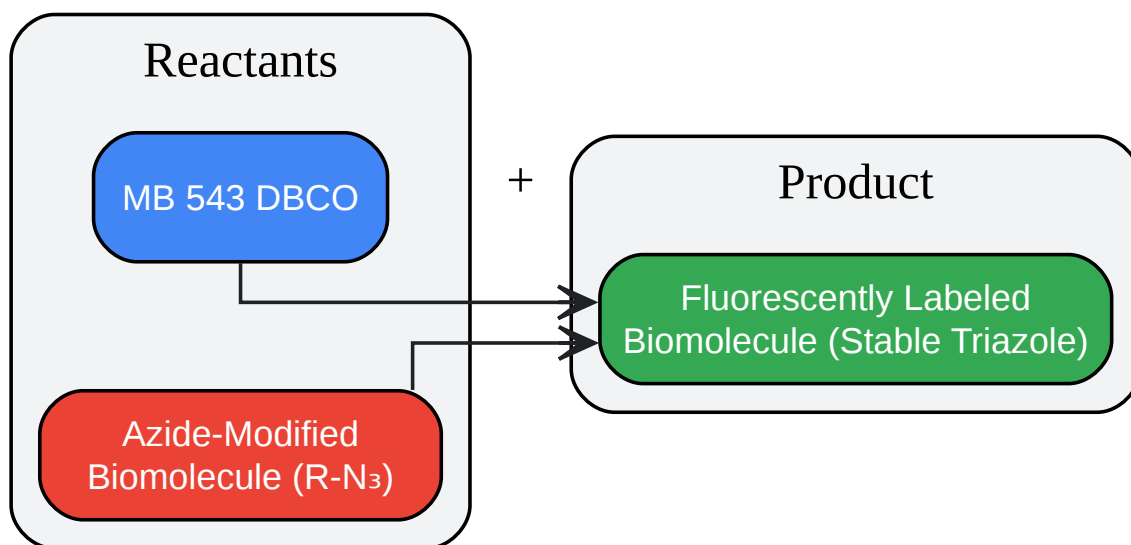 Reactants
MB 543 DBCO
Azide-Modified
Biomolecule (R-N₃)
+
Product
Fluorescently Labeled
Biomolecule (Stable Triazole)